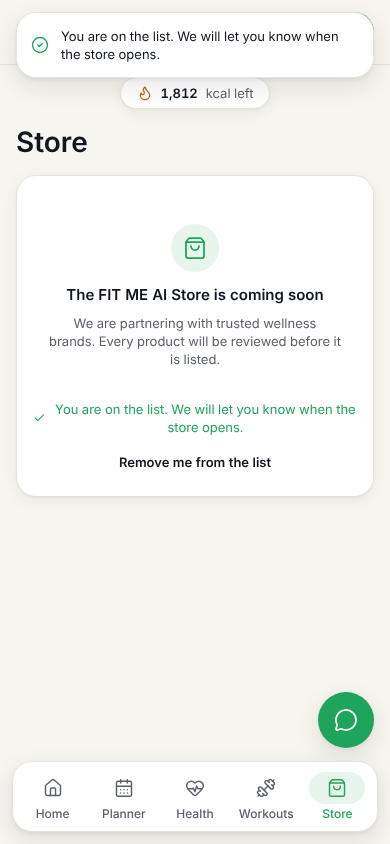 You are on the list. We will let you know when
the store opens.
1,812 kcal left
Store
The FIT ME AI Store is coming soon
We are partnering with trusted wellness
brands. Every product will be reviewed before it
is listed.
You are on the list. We will let you know when the
store opens.
Remove me from the list
Home Planner Health Workouts Store